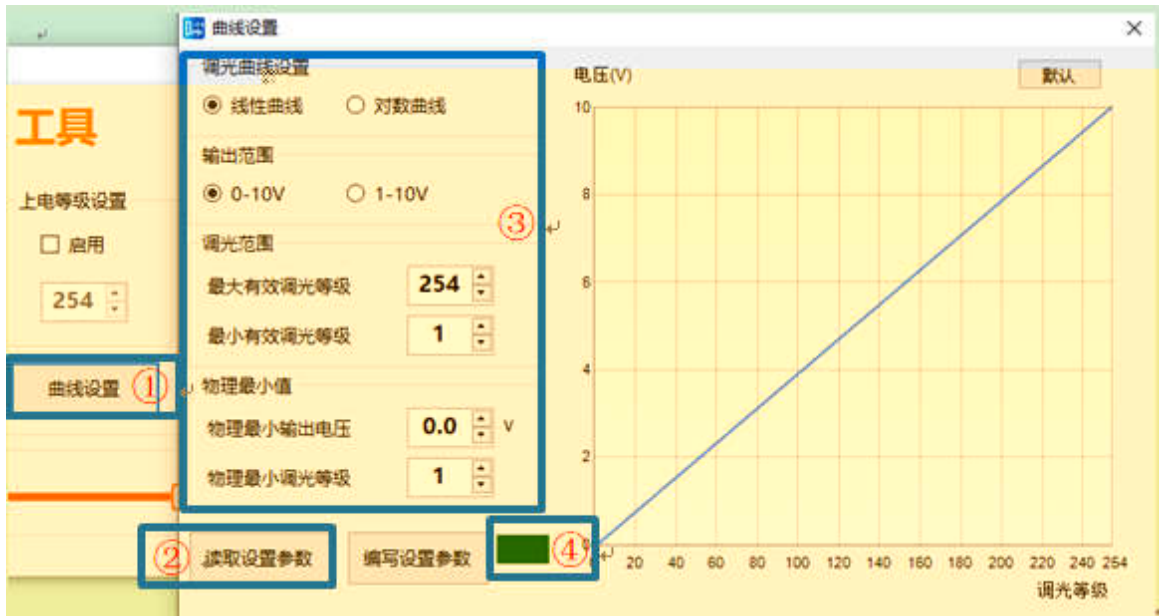 曲线设置
调光曲线设置
线性曲线 对数曲线
输出范围
0-10V 1-10V
③
调光范围
最大有效调光等级 254
最小有效调光等级 1
物理最小值
物理最小输出电压 0.0 V
物理最小调光等级 1
② 读取设置参数 编写设置参数 ④
工具
上电等级设置
启用
254
曲线设置 ①
电压(V)
默认
10
8
6
4
2
0
20 40 60 80 100 120 140 160 180 200 220 240 254
调光等级